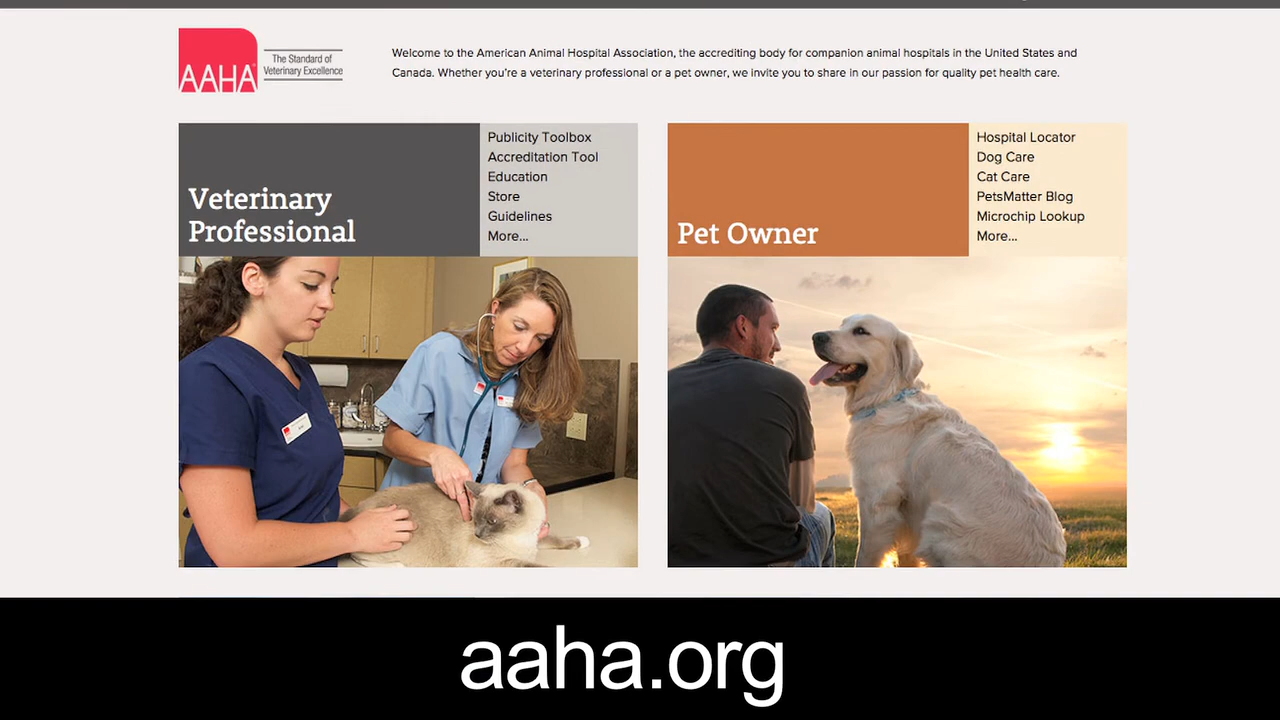 AAHA
The Standard of
Veterinary Excellence
Welcome to the American Animal Hospital Association, the accrediting body for companion animal hospitals in the United States and
Canada. Whether you're a veterinary professional or a pet owner, we invite you to share in our passion for quality pet health care.
Veterinary
Professional
Publicity Toolbox
Accreditation Tool
Education
Store
Guidelines
More...
Pet Owner
Hospital Locator
Dog Care
Cat Care
PetsMatter Blog
Microchip Lookup
More...
aaha.org